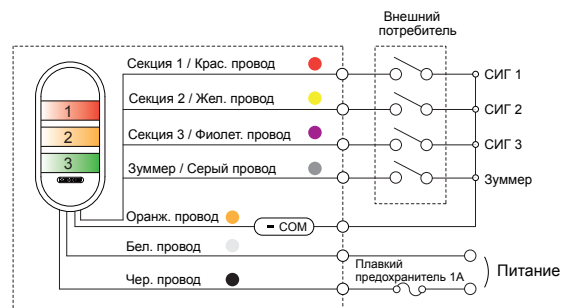 Внешний
потребитель
Секция 1 / Крас. провод
СИГ 1
1
Секция 2 / Жел. провод
СИГ 2
2
Секция 3 / Фиолет. провод
СИГ 3
3
Зуммер / Серый провод
Зуммер
Оранж. провод
- COM
Бел. провод
Плавкий
предохранитель 1А
Питание
Чер. провод